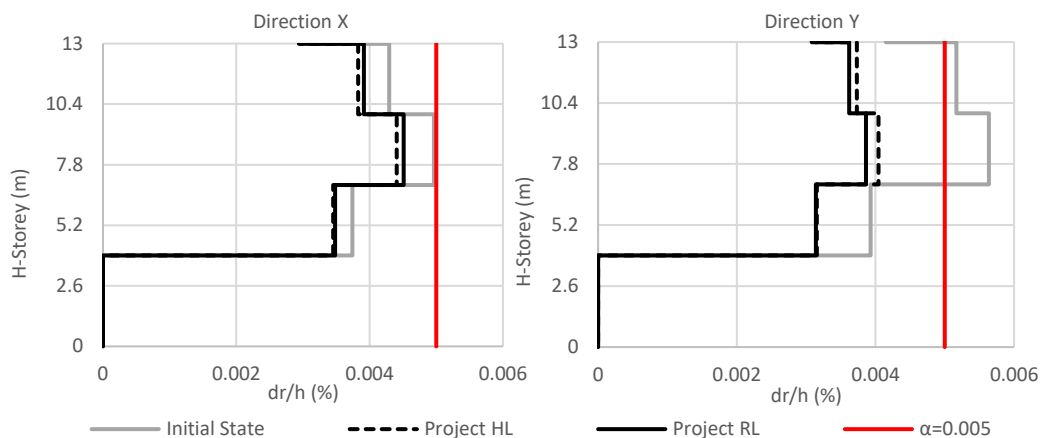 Direction X
13
10.4
7.8
5.2
2.6
0
H-Storey (m)
0 0.002 0.004 0.006
dr/h (%)
Direction Y
13
10.4
7.8
5.2
2.6
0
H-Storey (m)
0 0.002 0.004 0.006
dr/h (%)
Initial State Project HL Project RL α=0.005